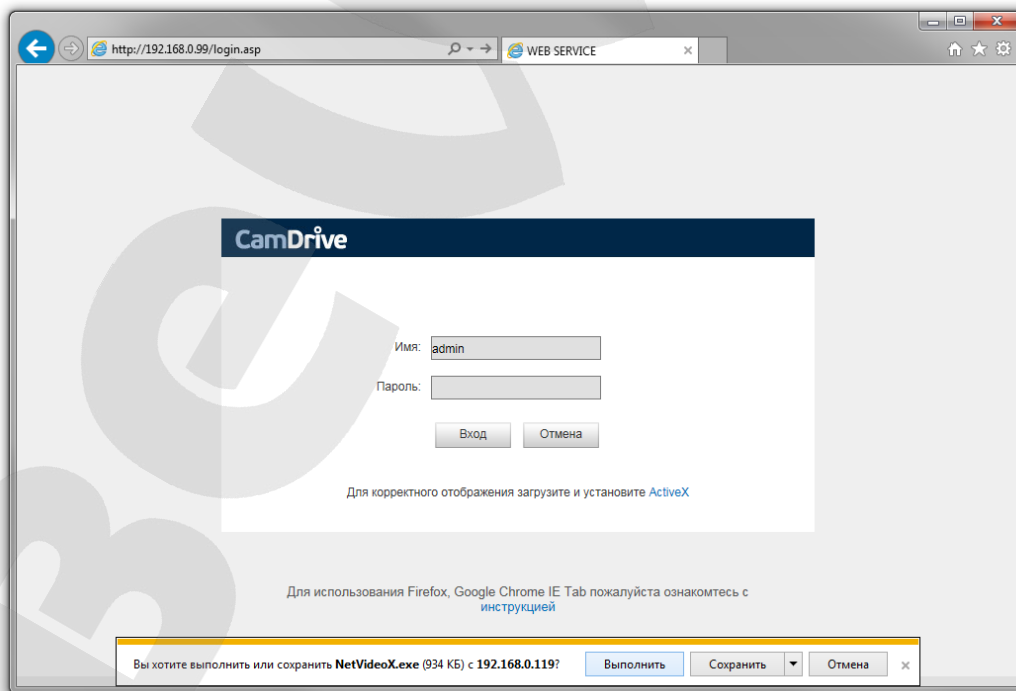 http://192.168.0.99/login.asp
WEB SERVICE
CamDrive
Имя: admin
Пароль:
Вход Отмена
Для корректного отображения загрузите и установите ActiveX
Для использования Firefox, Google Chrome IE Tab пожалуйста ознакомтесь с
инструкцией
Вы хотите выполнить или сохранить NetVideoX.exe (934 КБ) с 192.168.0.119? Выполнить Сохранить Отмена